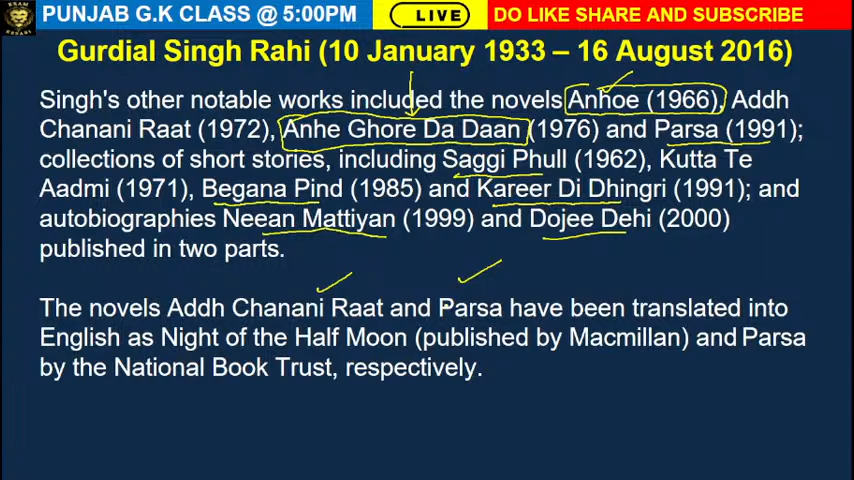 PUNJAB G.K CLASS @ 5:00PM
LIVE
DO LIKE SHARE AND SUBSCRIBE
Gurdial Singh Rahi (10 January 1933 – 16 August 2016)
Singh's other notable works included the novels Anhoe (1966), Addh
Chanani Raat (1972), Anhe Ghore Da Daan (1976) and Parsa (1991);
collections of short stories, including Saggi Phull (1962), Kutta Te
Aadmi (1971), Begana Pind (1985) and Kareer Di Dhingri (1991); and
autobiographies Neean Mattiyan (1999) and Dojee Dehi (2000)
published in two parts.
The novels Addh Chanani Raat and Parsa have been translated into
English as Night of the Half Moon (published by Macmillan) and Parsa
by the National Book Trust, respectively.